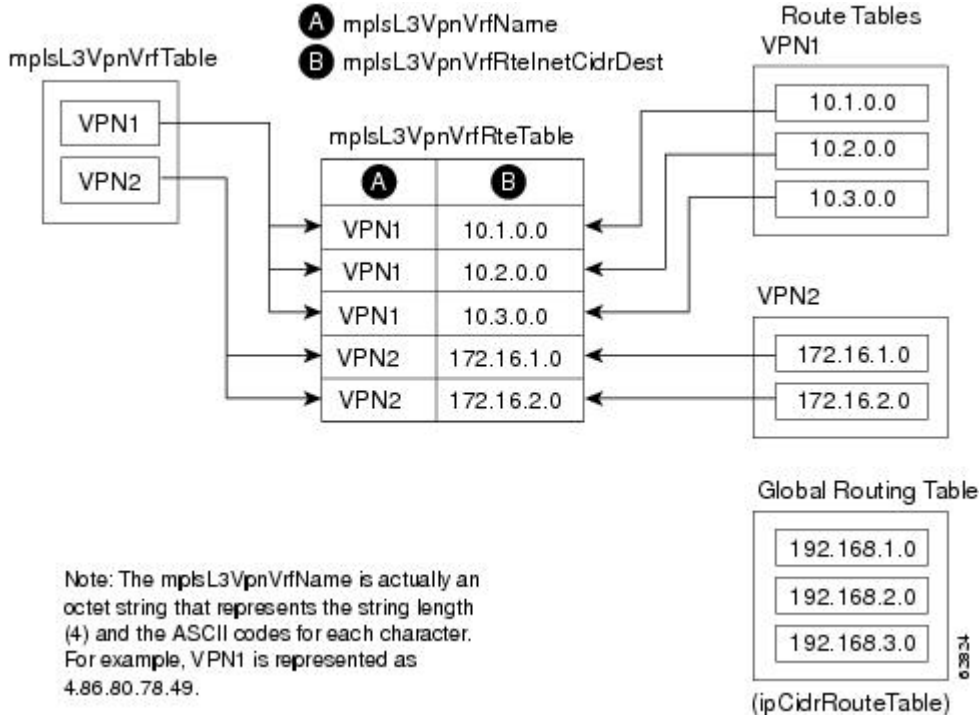 A mplsL3VpnVrfName
B mplsL3VpnVrfRteInetCidrDest
mplsL3VpnVrfTable
VPN1
VPN2
mplsL3VpnVrfRteTable
A B
VPN1 10.1.0.0
VPN1 10.2.0.0
VPN1 10.3.0.0
VPN2 172.16.1.0
VPN2 172.16.2.0
Route Tables
VPN1
10.1.0.0
10.2.0.0
10.3.0.0
VPN2
172.16.1.0
172.16.2.0
Global Routing Table
192.168.1.0
192.168.2.0
192.168.3.0
(ipCidrRouteTable)
Note: The mplsL3VpnVrfName is actually an
octet string that represents the string length
(4) and the ASCII codes for each character.
For example, VPN1 is represented as
4.86.80.78.49.